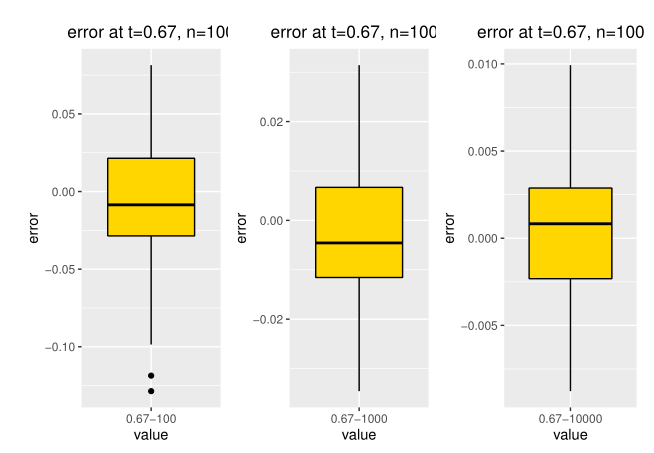 error at t=0.67, n=100
error at t=0.67, n=100
error at t=0.67, n=100
error
0.05
0.00
−0.05
−0.10
0.67−100
value
error
0.02
0.00
−0.02
0.67−1000
value
error
0.010
0.005
0.000
−0.005
0.67−10000
value